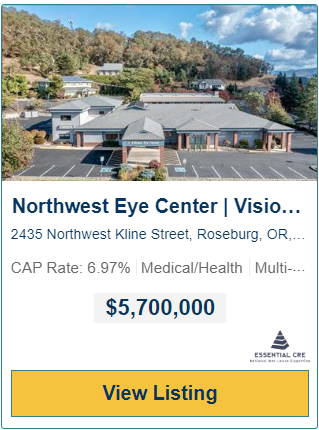 Northwest Eye Center | Visio...
2435 Northwest Kline Street, Roseburg, OR,...
CAP Rate: 6.97% Medical/Health Multi-...
$5,700,000
ESSENTIAL CRE
View Listing